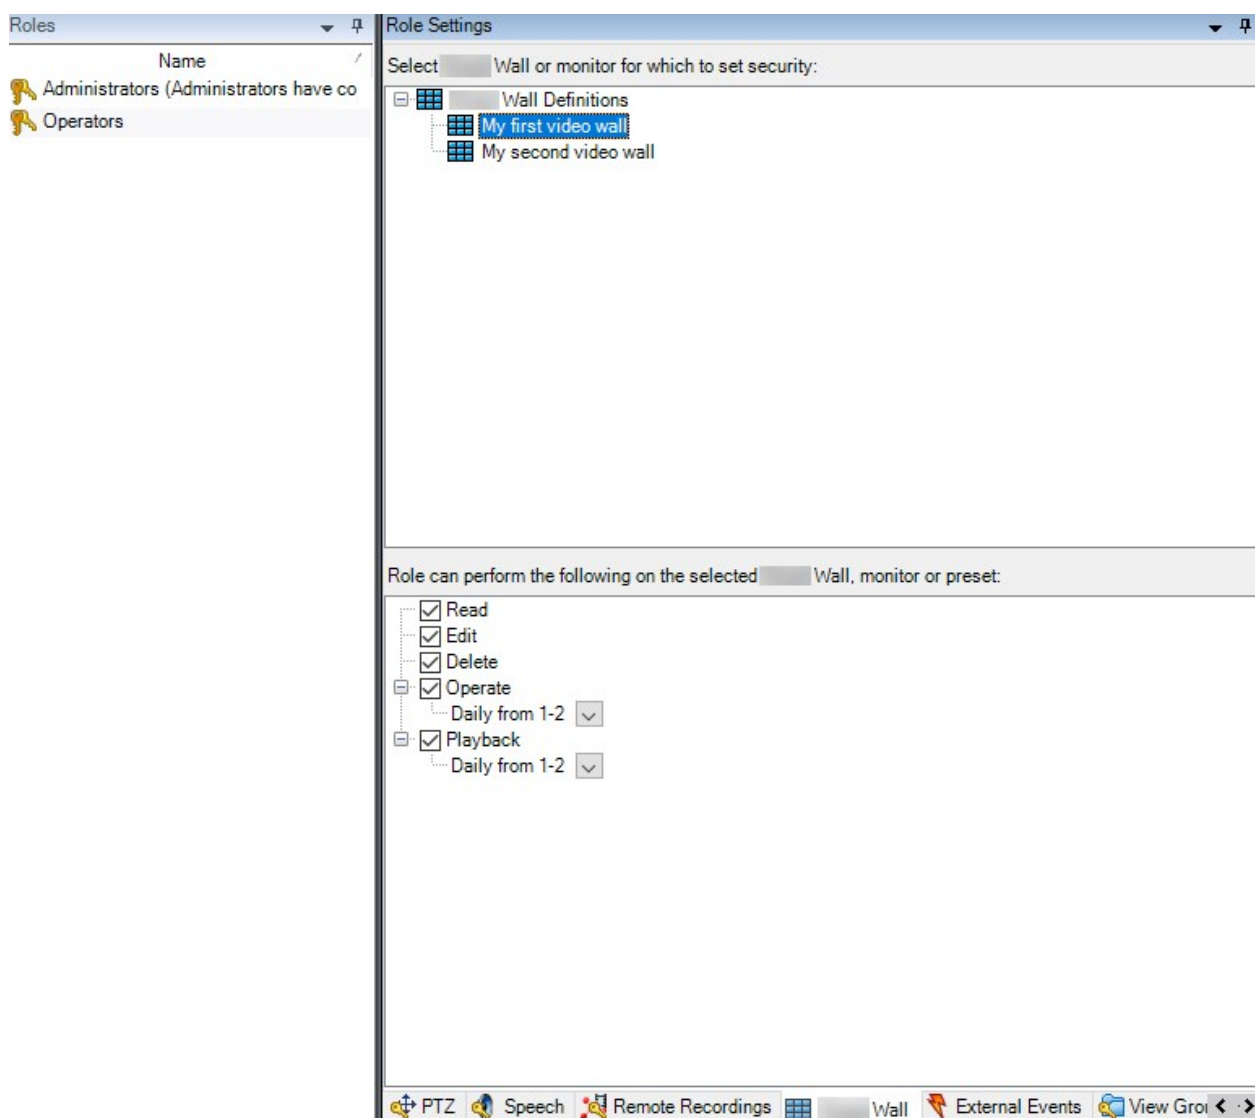 Roles
Name
Administrators (Administrators have co
Operators
Role Settings
Select Wall or monitor for which to set security:
Wall Definitions
My first video wall
My second video wall
Role can perform the following on the selected Wall, monitor or preset:
Read
Edit
Delete
Operate
Daily from 1-2
Playback
Daily from 1-2
PTZ Speech Remote Recordings Wall External Events View Grou